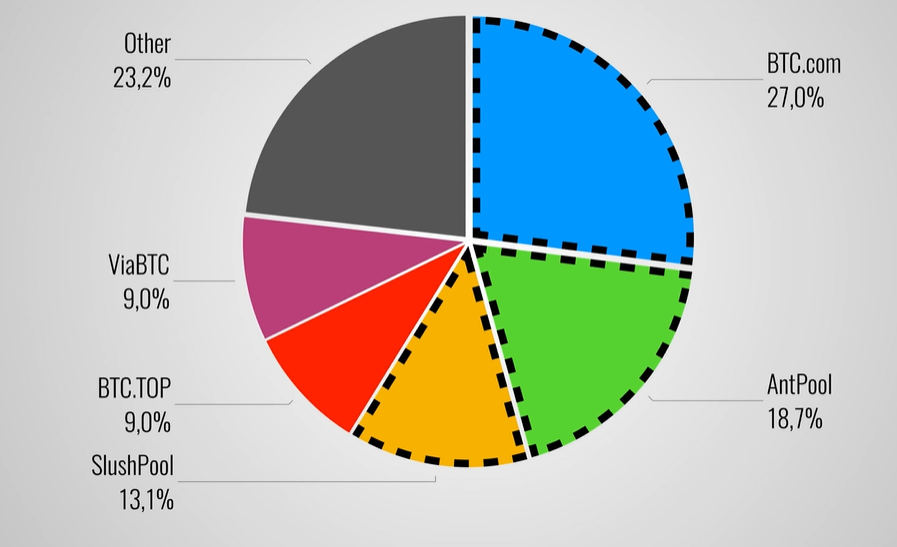 Other
23,2%
BTC.com
27,0%
ViaBTC
9,0%
BTC.TOP
9,0%
AntPool
18,7%
SlushPool
13,1%